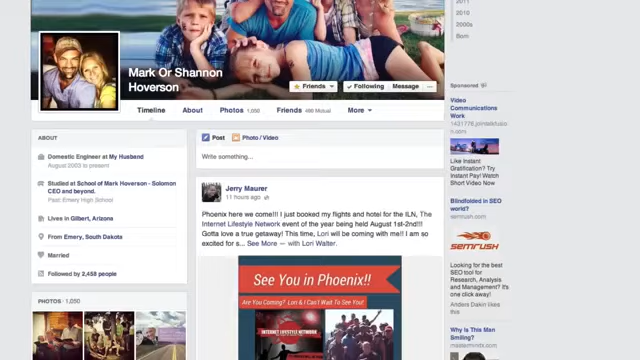 2011
2010
2000s
Born
Mark Or Shannon
Hoverson
Friends
Following
Message
Timeline
About
Photos 1,050
Friends 486 Mutual
More
ABOUT
Domestic Engineer at My Husband
August 2003 to present
Studied at School of Mark Hoverson - Solomon
CEO and beyond.
Past: Emery High School
Lives in Gilbert, Arizona
From Emery, South Dakota
Married
Followed by 2,458 people
PHOTOS · 1,050
Post
Photo / Video
Write something...
Jerry Maurer
11 hours ago
Phoenix here we come!!! I just booked my flights and hotel for the ILN, The
Internet Lifestyle Network event of the year being held August 1st-2nd!!!
Gotta love a true getaway! This time, Lori will be coming with me!! I am so
excited for s... See More — with Lori Walter.
See You in Phoenix!!
Are You Coming? Lori & I Can't Wait To See You!
INTERNET LIFESTYLE NETWORK
Sponsored
Video
Communications
Work
Like Instant
Gratification? Try
Instant Pay! Watch
Short Video Now
Blindfolded in SEO
world?
semrush.com
SEMRUSH
Looking for the best
SEO tool for
Research, Analysis
and Management? It's
one click away!
Anders Dakin likes
this
Why Is This Man
Smiling?
masterminds.com